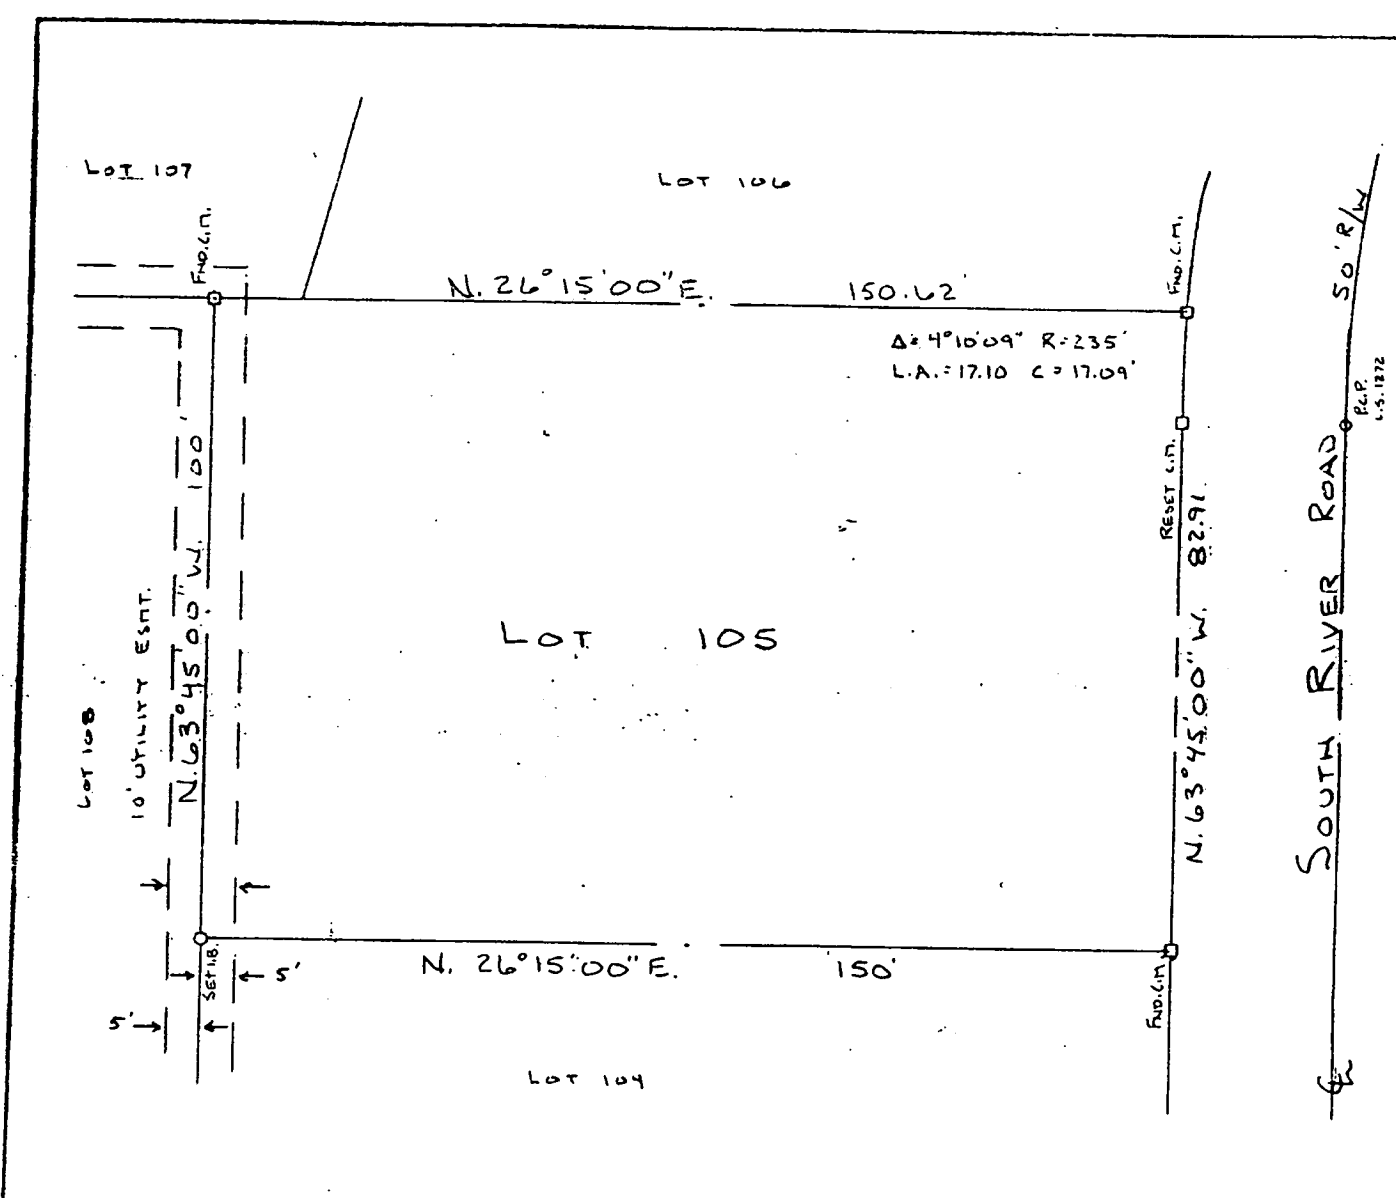 LOT 107
LOT 106
FND. C.M.
FND. C.M.
50' R/W
N. 26°15'00"E. 150.62'
Δ= 4°10'09" R=235'
L.A.=17.10 C=17.09'
P.C.P.
L.S. 1272
RESET C.M.
N. 63°45'00" W. 100'
N. 63°45'00" W. 82.91
SOUTH RIVER ROAD
LOT 105
10' UTILITY ESMT.
LOT 108
SET I.B.
N. 26°15'00"E. 150'
5'
5'
FND. C.M.
LOT 104